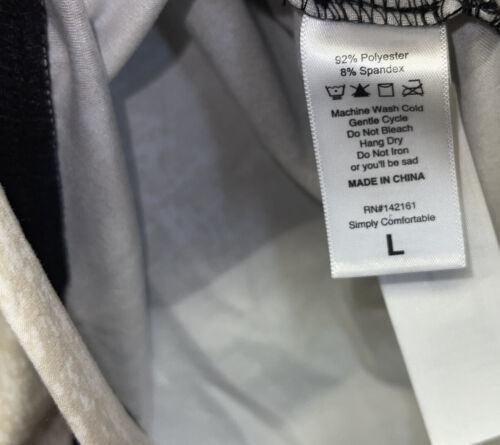 92% Polyester
8% Spandex
Machine Wash Cold
Gentle Cycle
Do Not Bleach
Hang Dry
Do Not Iron
or you'll be sad
MADE IN CHINA
RN#142161
Simply Comfortable
L